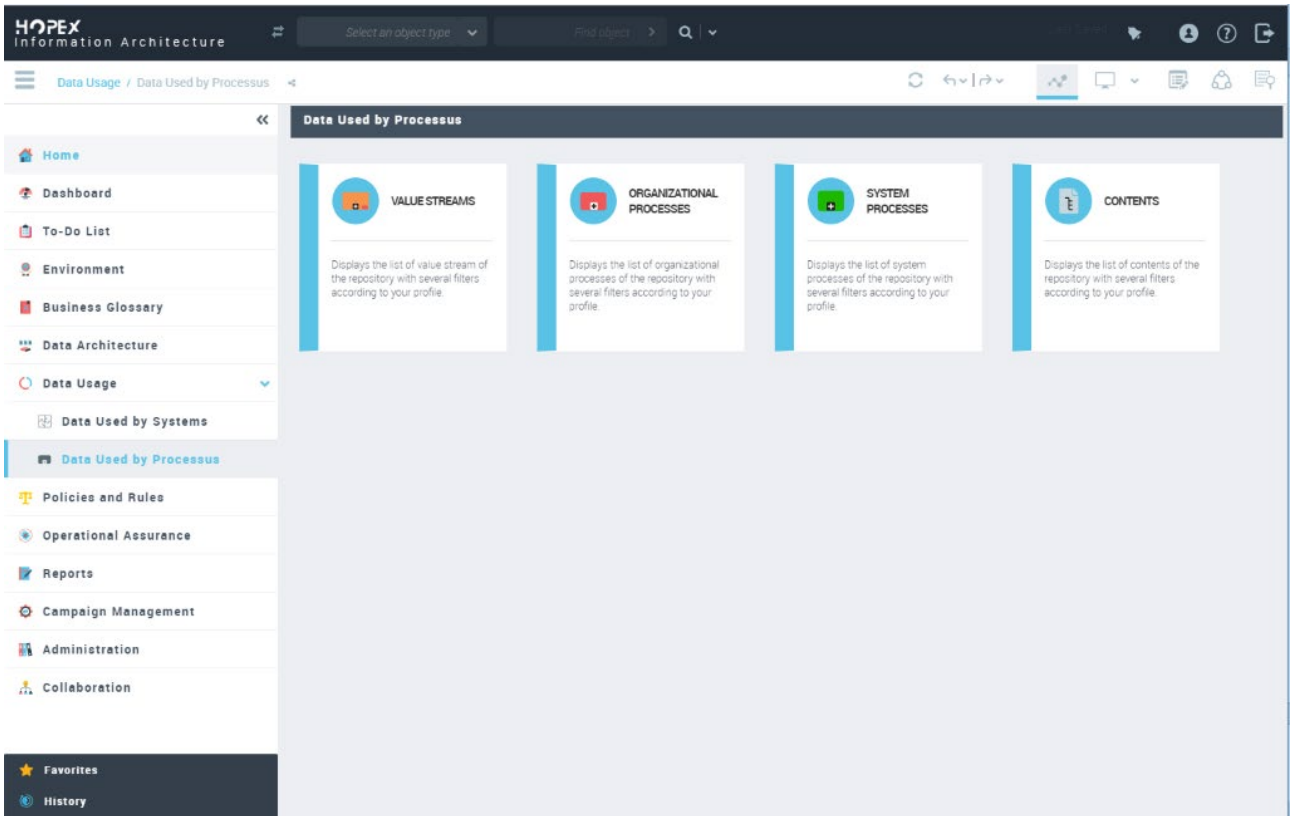 HOPEX
Information Architecture
Select an object type
Find object
Data Usage / Data Used by Processus
Data Used by Processus
Home
Dashboard
To-Do List
Environment
Business Glossary
Data Architecture
Data Usage
Data Used by Systems
Data Used by Processus
Policies and Rules
Operational Assurance
Reports
Campaign Management
Administration
Collaboration
Favorites
History
VALUE STREAMS
Displays the list of value stream of
the repository with several filters
according to your profile.
ORGANIZATIONAL
PROCESSES
Displays the list of organizational
processes of the repository with
several filters according to your
profile.
SYSTEM
PROCESSES
Displays the list of system
processes of the repository with
several filters according to your
profile.
CONTENTS
Displays the list of contents of the
repository with several filters
according to your profile.